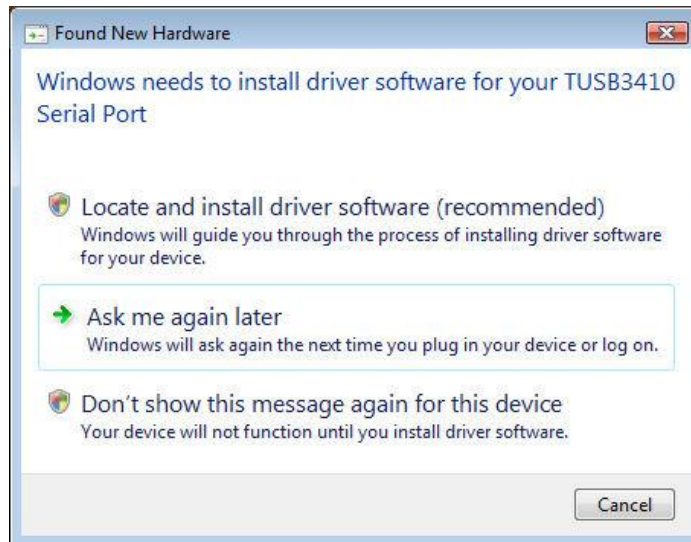 Found New Hardware
Windows needs to install driver software for your TUSB3410
Serial Port
Locate and install driver software (recommended)
Windows will guide you through the process of installing driver software
for your device.
Ask me again later
Windows will ask again the next time you plug in your device or log on.
Don't show this message again for this device
Your device will not function until you install driver software.
Cancel